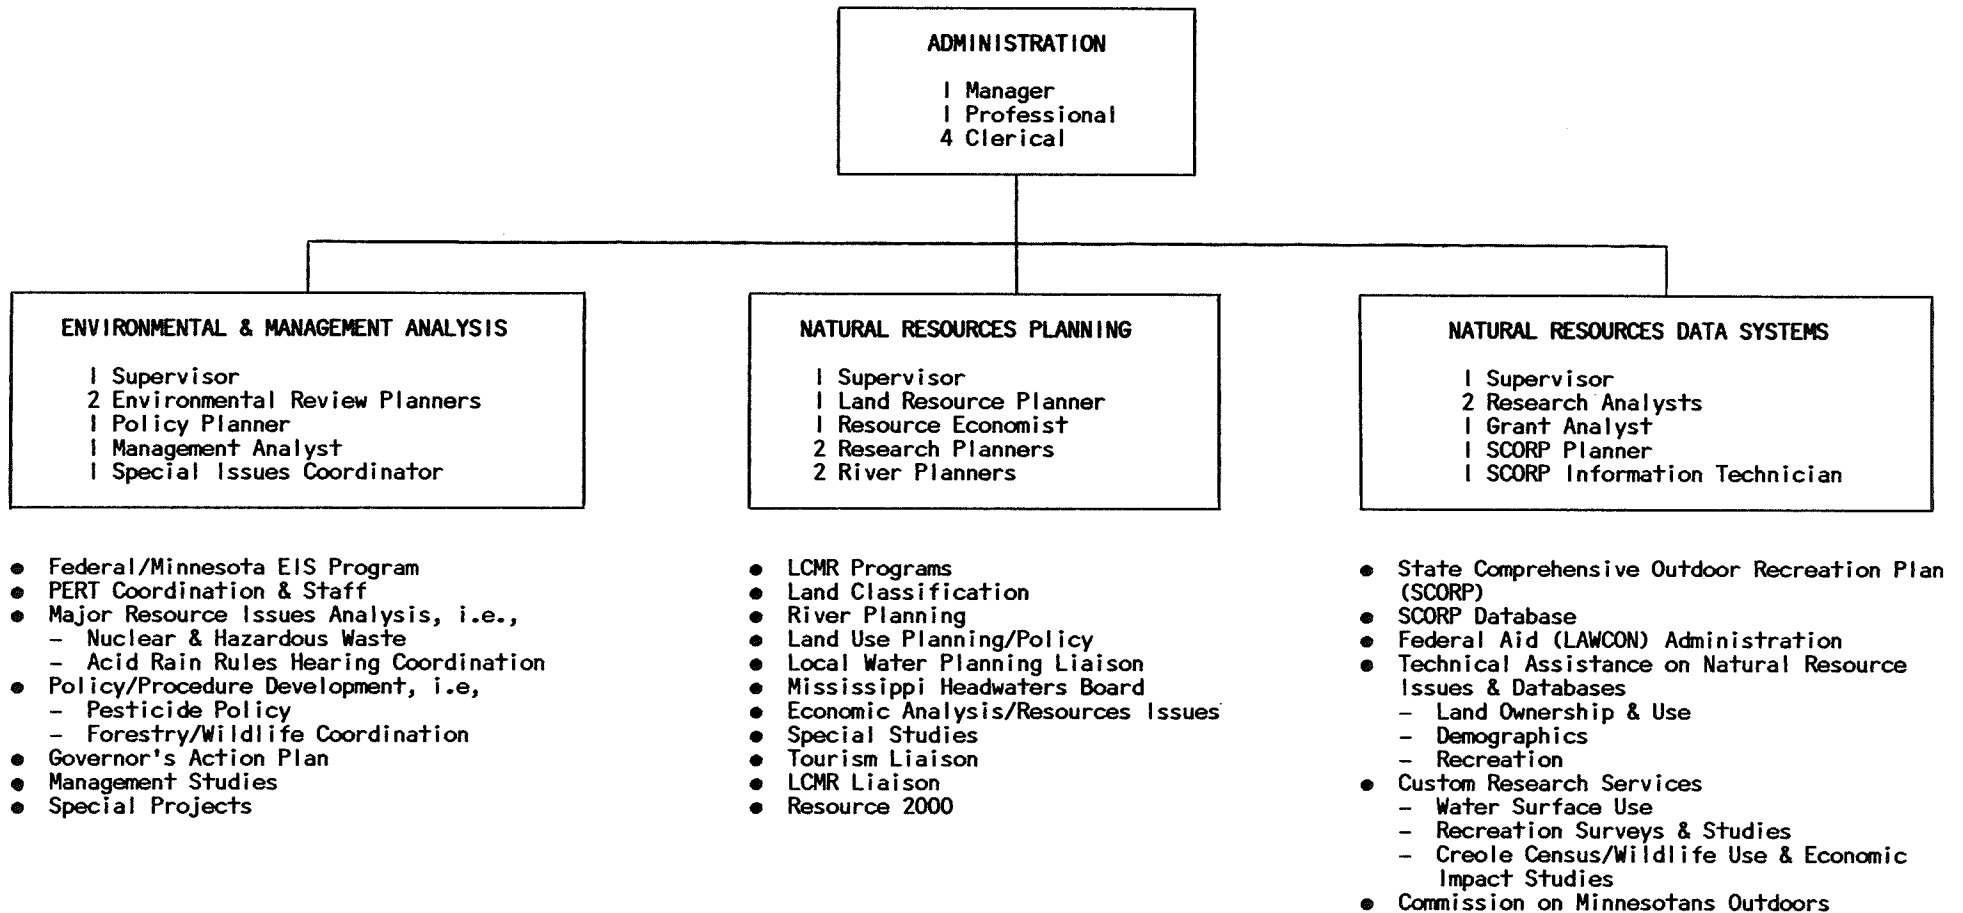 ADMINISTRATION
1 Manager
1 Professional
4 Clerical
ENVIRONMENTAL & MANAGEMENT ANALYSIS
1 Supervisor
2 Environmental Review Planners
1 Policy Planner
1 Management Analyst
1 Special Issues Coordinator
● Federal/Minnesota EIS Program
● PERT Coordination & Staff
● Major Resource Issues Analysis, i.e.,
– Nuclear & Hazardous Waste
– Acid Rain Rules Hearing Coordination
● Policy/Procedure Development, i.e,
– Pesticide Policy
– Forestry/Wildlife Coordination
● Governor's Action Plan
● Management Studies
● Special Projects
NATURAL RESOURCES PLANNING
1 Supervisor
1 Land Resource Planner
1 Resource Economist
2 Research Planners
2 River Planners
● LCMR Programs
● Land Classification
● River Planning
● Land Use Planning/Policy
● Local Water Planning Liaison
● Mississippi Headwaters Board
● Economic Analysis/Resources Issues
● Special Studies
● Tourism Liaison
● LCMR Liaison
● Resource 2000
NATURAL RESOURCES DATA SYSTEMS
1 Supervisor
2 Research Analysts
1 Grant Analyst
1 SCORP Planner
1 SCORP Information Technician
● State Comprehensive Outdoor Recreation Plan
(SCORP)
● SCORP Database
● Federal Aid (LAWCON) Administration
● Technical Assistance on Natural Resource
Issues & Databases
– Land Ownership & Use
– Demographics
– Recreation
● Custom Research Services
– Water Surface Use
– Recreation Surveys & Studies
– Creole Census/Wildlife Use & Economic
Impact Studies
● Commission on Minnesotans Outdoors